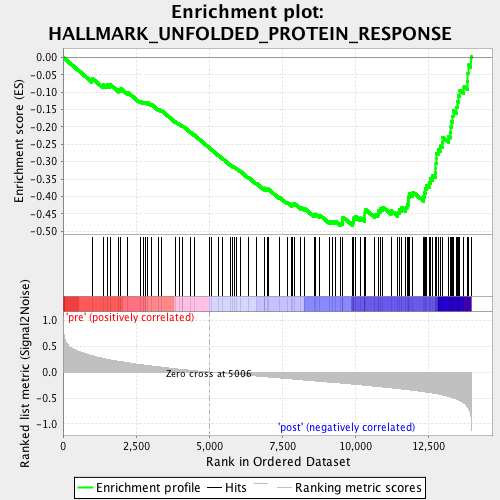 Enrichment plot:
HALLMARK_UNFOLDED_PROTEIN_RESPONSE
Enrichment score (ES)
0.00
-0.05
-0.10
-0.15
-0.20
-0.25
-0.30
-0.35
-0.40
-0.45
-0.50
Ranked list metric (Signal2Noise)
'pre' (positively correlated)
1.0
0.5
0.0
-0.5
-1.0
Zero cross at 5006
'post' (negatively correlated)
0
2,500
5,000
7,500
10,000
12,500
Rank in Ordered Dataset
Enrichment profile
Hits
Ranking metric scores